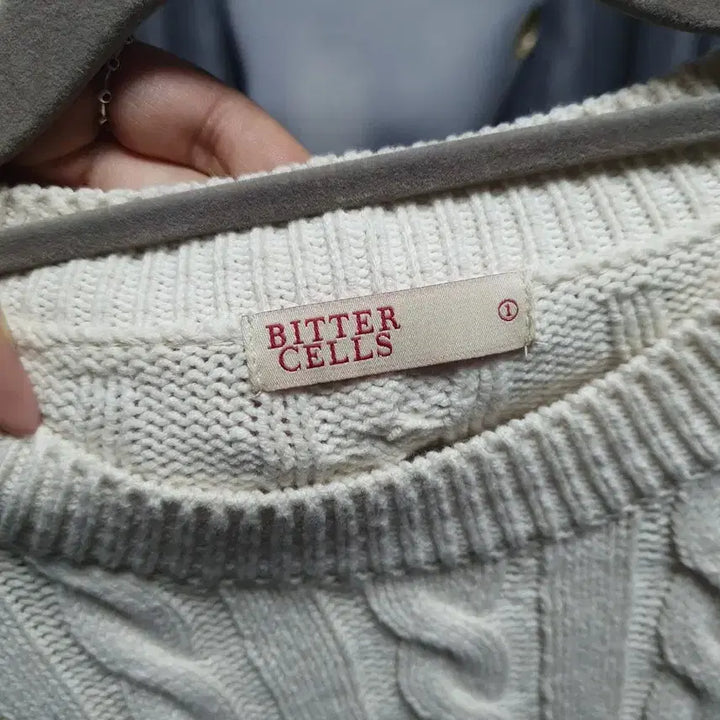 BITTER
CELLS
①